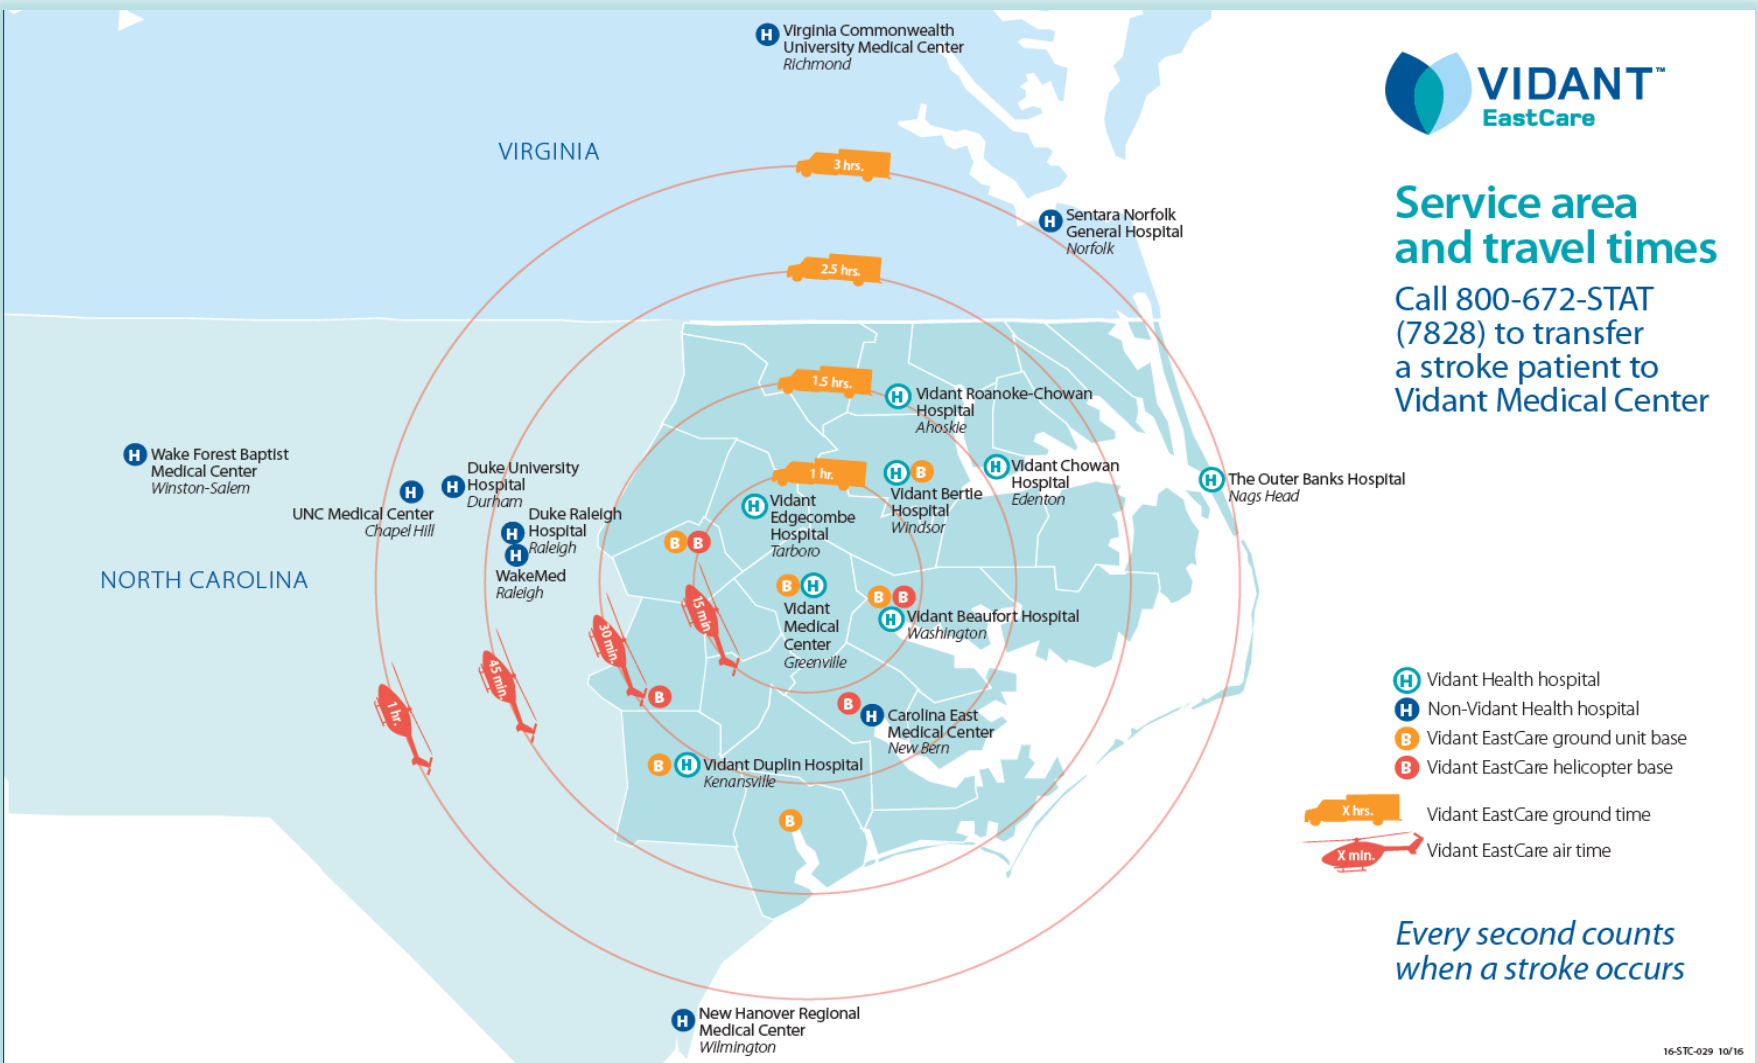 H Virginia Commonwealth
University Medical Center
Richmond
VIDANT™
EastCare
VIRGINIA
3 hrs.
Service area
and travel times
H Sentara Norfolk
General Hospital
Norfolk
2.5 hrs.
Call 800-672-STAT
(7828) to transfer
a stroke patient to
Vidant Medical Center
1.5 hrs.
H Vidant Roanoke-Chowan
Hospital
Ahoskie
H Wake Forest Baptist
Medical Center
Winston-Salem
H Duke University
Hospital
Durham
H
UNC Medical Center
Chapel Hill
H Duke Raleigh
Hospital
Raleigh
H
WakeMed
Raleigh
1 hr.
H Vidant
Edgecombe
Hospital
Tarboro
H B
Vidant Bertie
Hospital
Windsor
H Vidant Chowan
Hospital
Edenton
H The Outer Banks Hospital
Nags Head
B B
NORTH CAROLINA
B H
Vidant
Medical
Center
Greenville
B B
H Vidant Beaufort Hospital
Washington
15 min.
30 min.
45 min.
1 hr.
B
B
H Carolina East
Medical Center
New Bern
B H Vidant Duplin Hospital
Kenansville
B
H New Hanover Regional
Medical Center
Wilmington
H Vidant Health hospital
H Non-Vidant Health hospital
B Vidant EastCare ground unit base
B Vidant EastCare helicopter base
X hrs. Vidant EastCare ground time
X min. Vidant EastCare air time
Every second counts
when a stroke occurs
16-STC-029 10/16